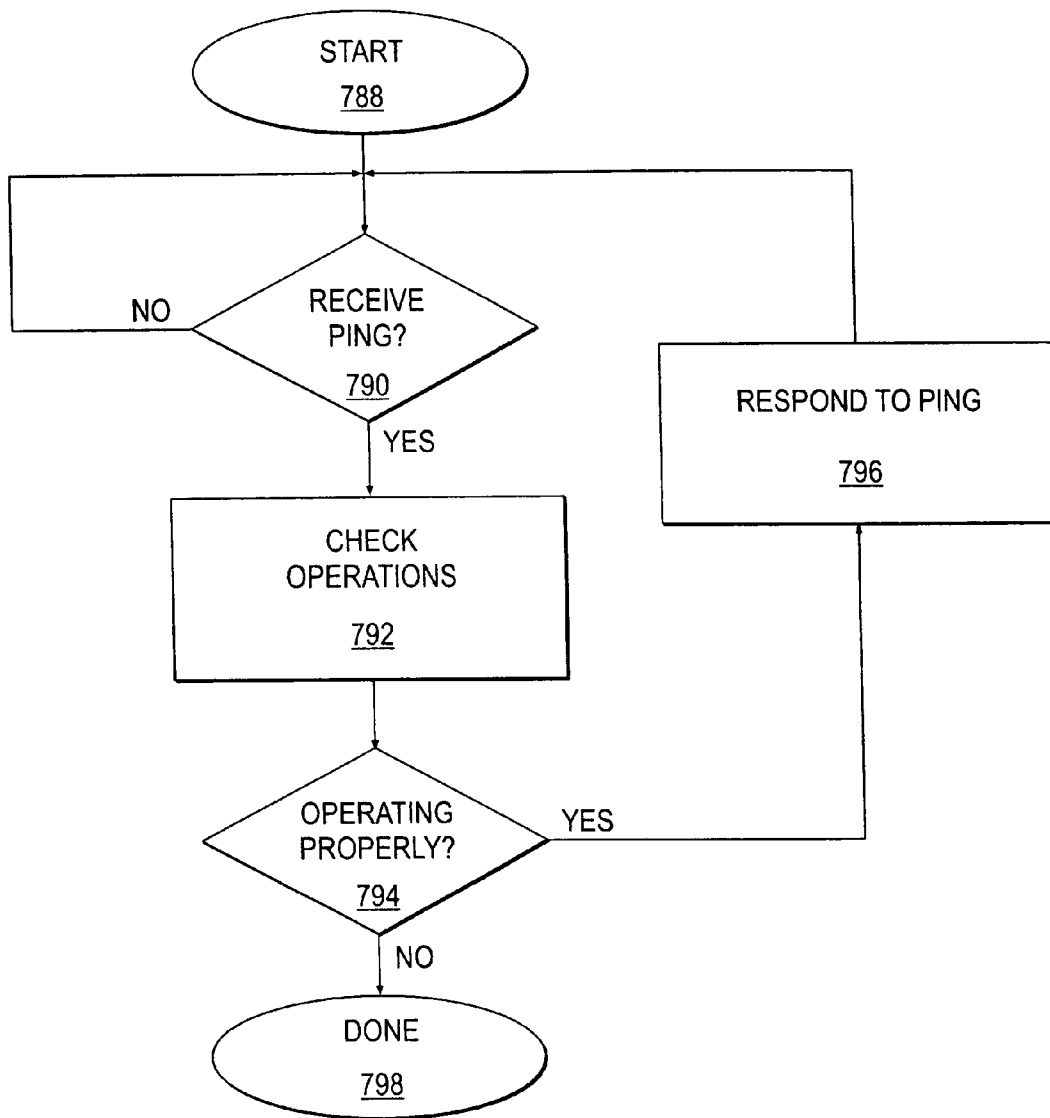 START
788
NO
RECEIVE
PING?
790
YES
RESPOND TO PING
796
CHECK
OPERATIONS
792
OPERATING
PROPERLY?
794
YES
NO
DONE
798